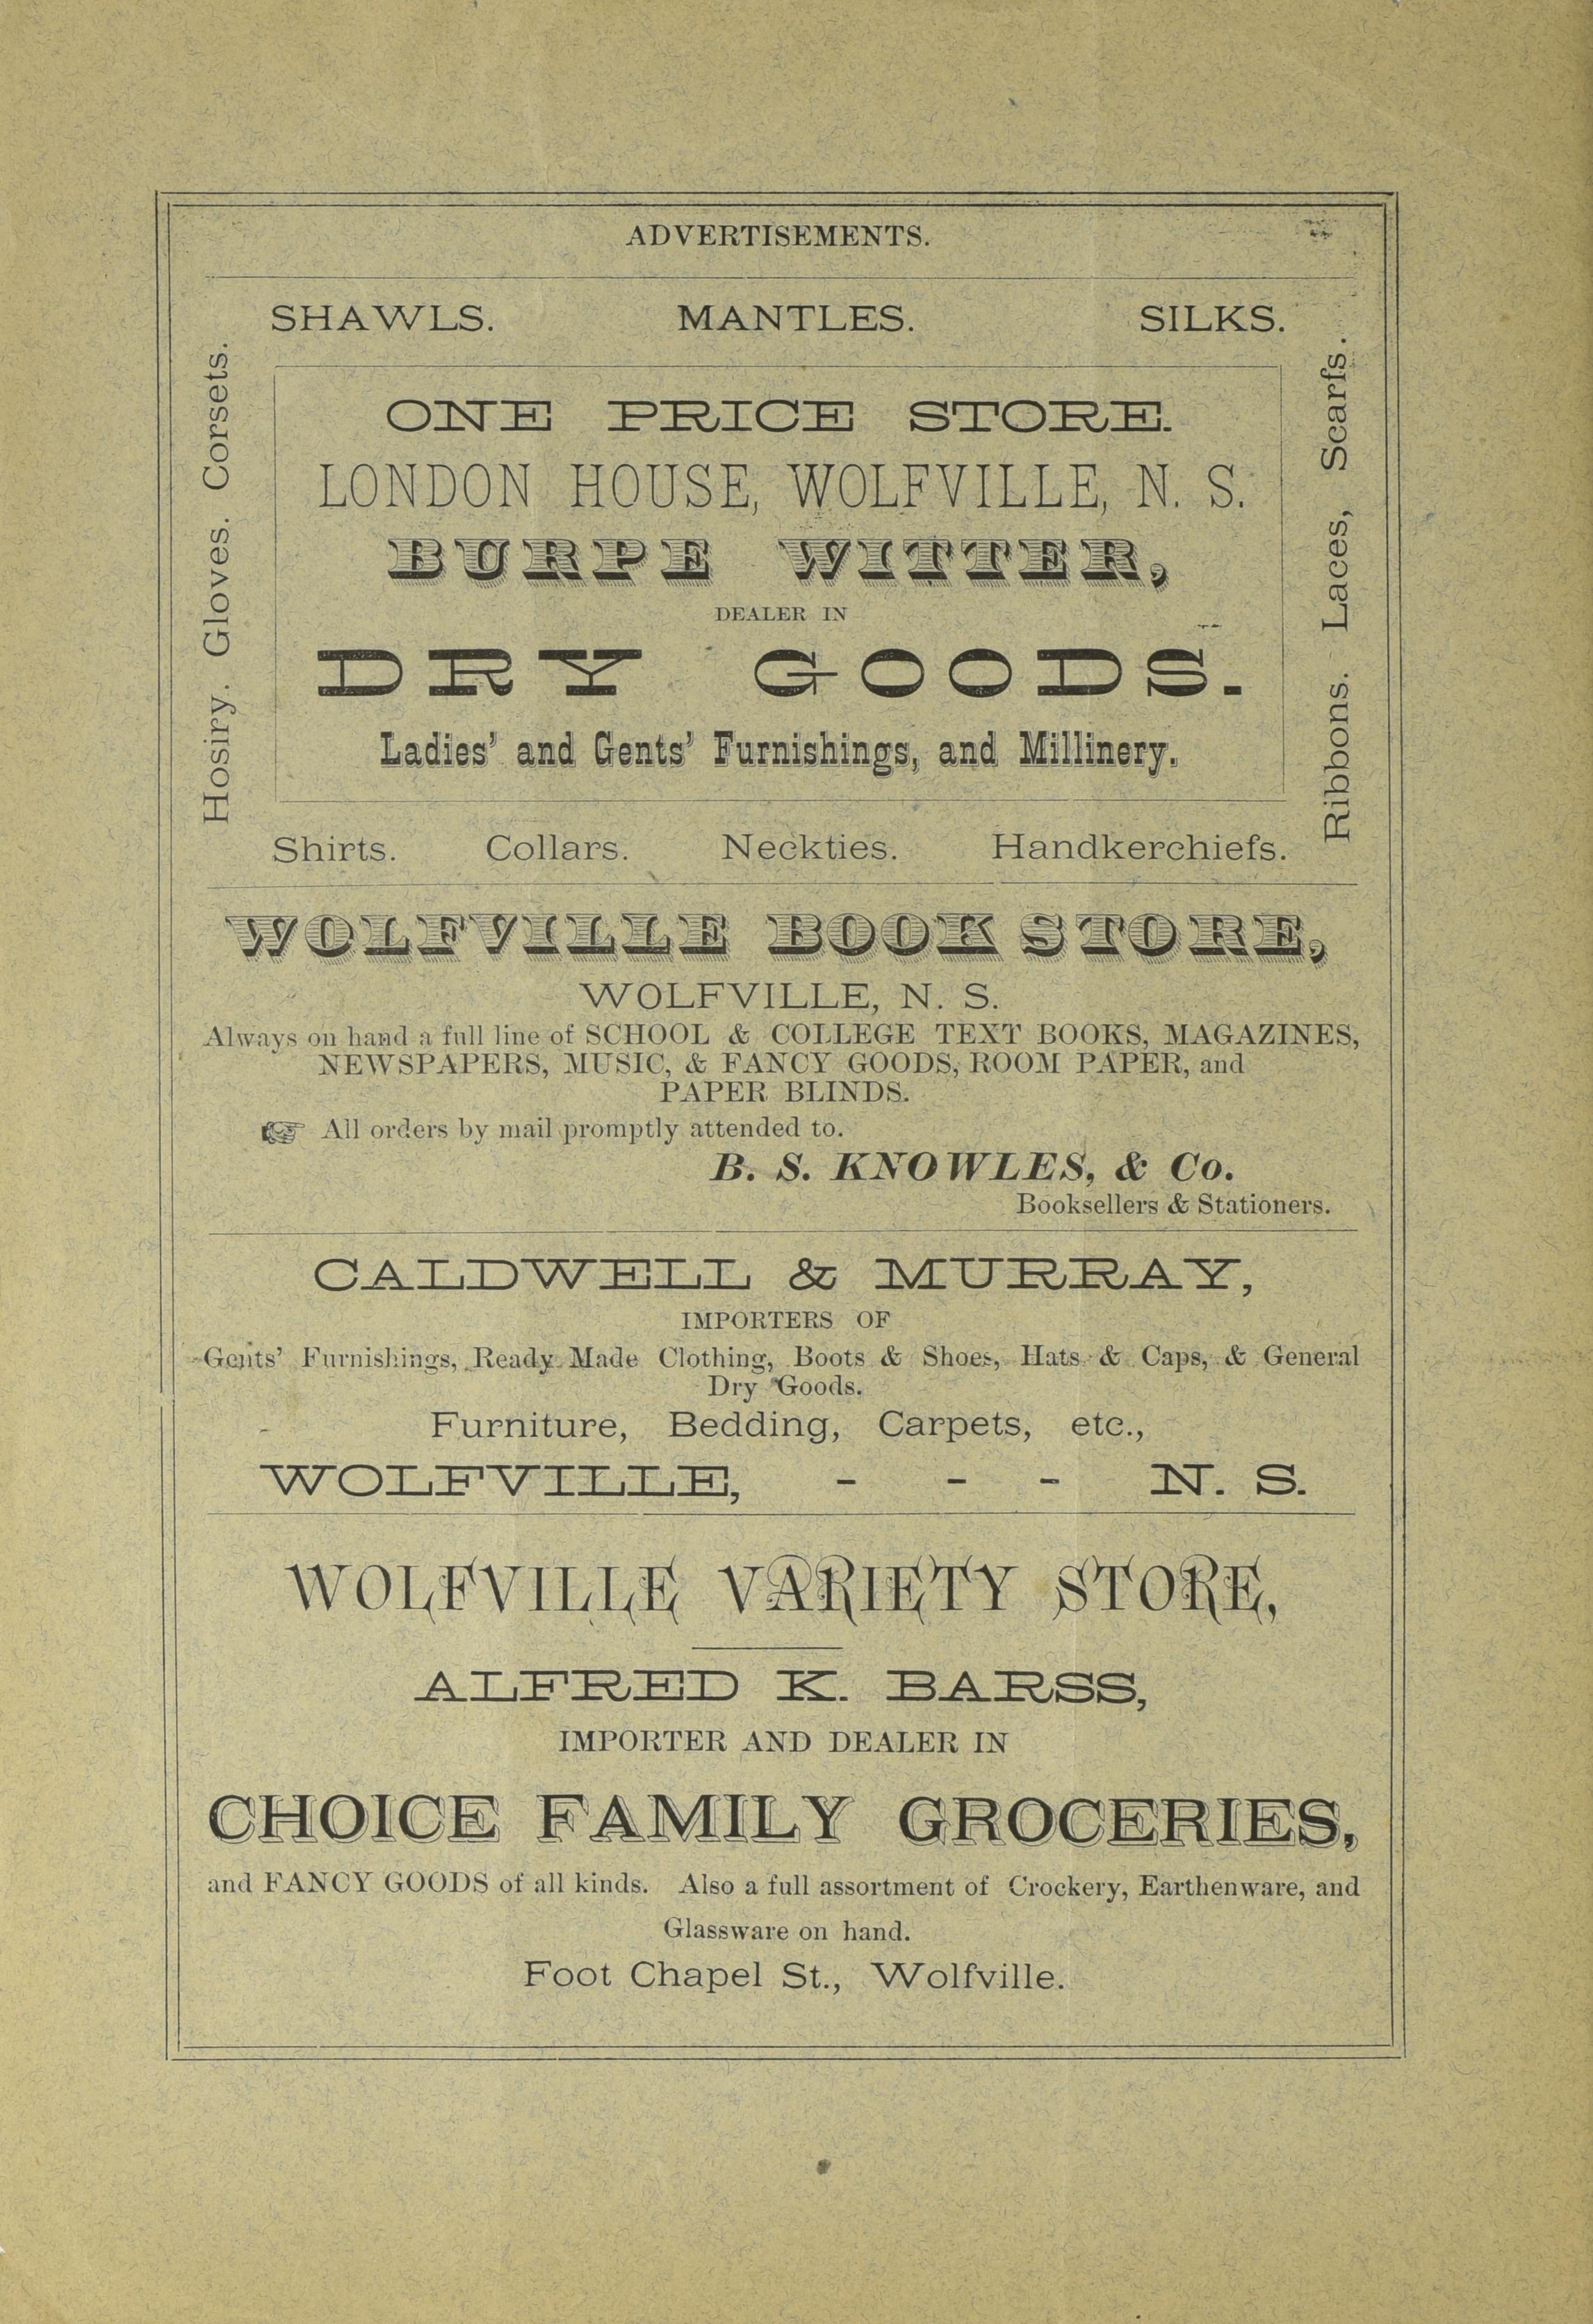 ADVERTISEMENTS.
SHAWLS. MANTLES. SILKS.
Hosiry. Gloves. Corsets.
ONE PRICE STORE.
LONDON HOUSE, WOLFVILLE, N. S.
BURPE WITTER,
DEALER IN
DRY GOODS.
Ladies' and Gents' Furnishings, and Millinery.
Ribbons. Laces, Scarfs.
Shirts. Collars. Neckties. Handkerchiefs.
WOLFVILLE BOOK STORE,
WOLFVILLE, N. S.
Always on hand a full line of SCHOOL & COLLEGE TEXT BOOKS, MAGAZINES,
NEWSPAPERS, MUSIC, & FANCY GOODS, ROOM PAPER, and
PAPER BLINDS.
☞ All orders by mail promptly attended to.
B. S. KNOWLES, & Co.
Booksellers & Stationers.
CALDWELL & MURRAY,
IMPORTERS OF
Gents' Furnishings, Ready Made Clothing, Boots & Shoes, Hats & Caps, & General
Dry Goods.
Furniture, Bedding, Carpets, etc.,
WOLFVILLE, - - - N. S.
WOLFVILLE VARIETY STORE,
ALFRED K. BARSS,
IMPORTER AND DEALER IN
CHOICE FAMILY GROCERIES,
and FANCY GOODS of all kinds. Also a full assortment of Crockery, Earthenware, and
Glassware on hand.
Foot Chapel St., Wolfville.